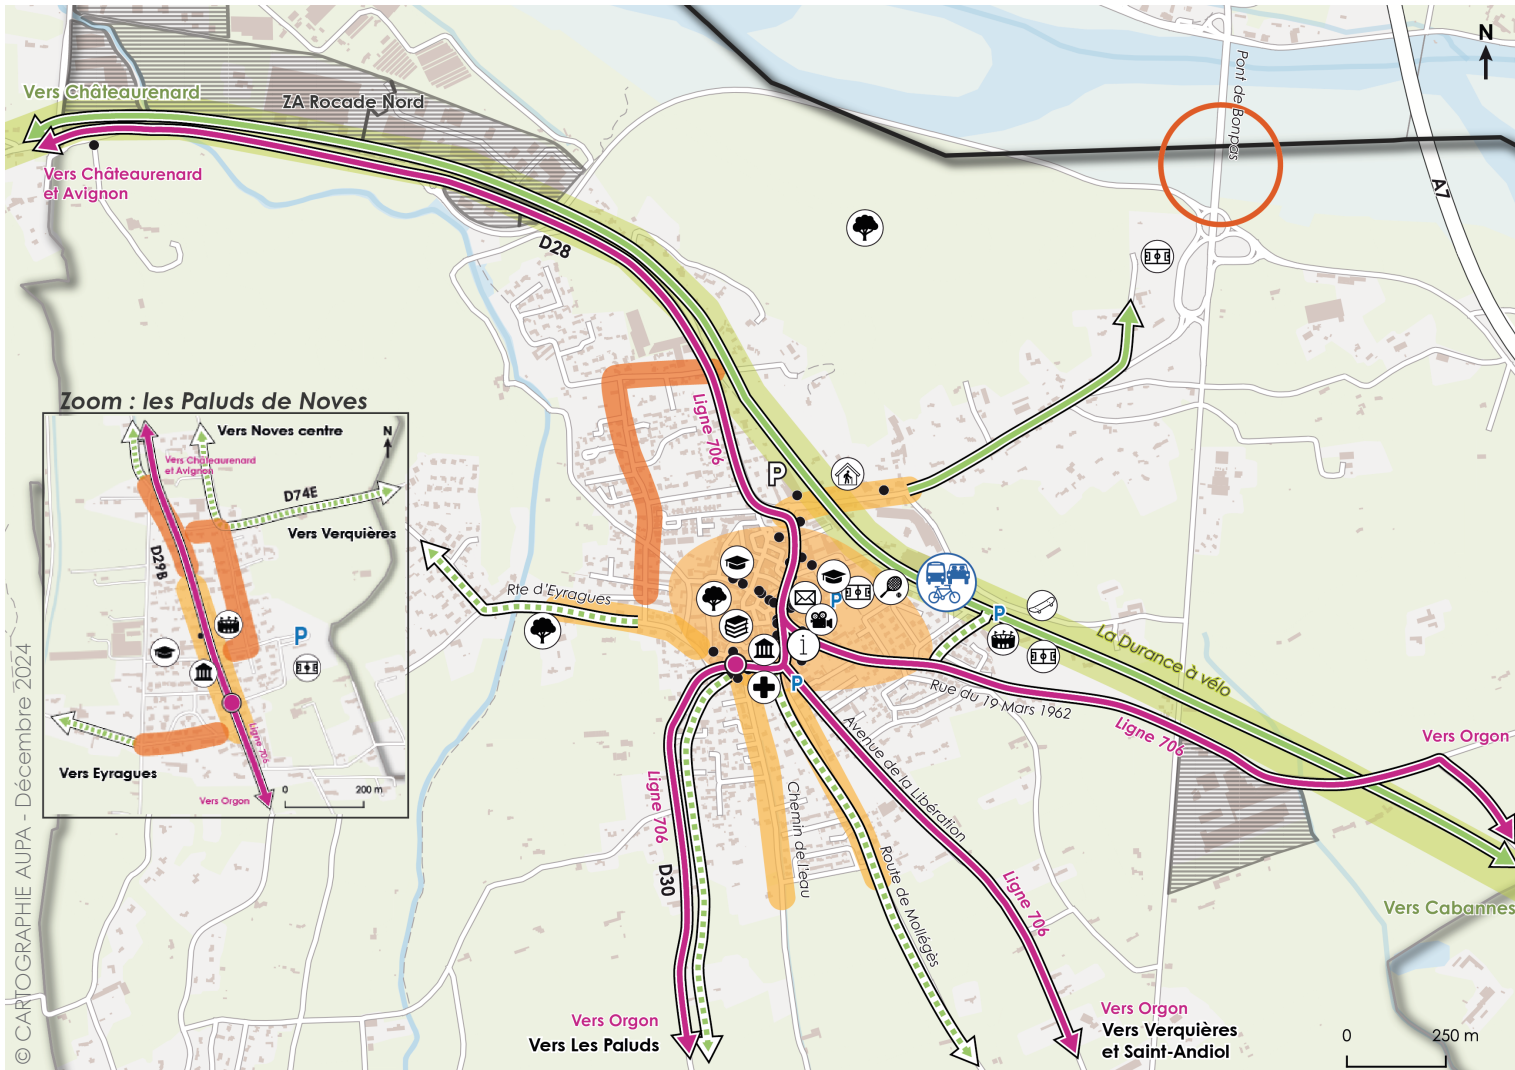 N
Pont de Bonpas
A7
Vers Châteaurenard
ZA Rocade Nord
Vers Châteaurenard
et Avignon
D28
Ligne 706
P
Zoom : les Paluds de Noves
Vers Noves centre
N
Vers Châteaurenard
et Avignon
D74E
Vers Verquières
D29B
P
Ligne 706
Vers Eyragues
Vers Orgon
0 200 m
Rte d'Eyragues
P
i
P
P
La Durance à vélo
Rue du 19 Mars 1962
Ligne 706
Vers Orgon
Avenue de la Libération
Chemin de l'eau
Route de Mollégès
Ligne 706
D30
Ligne 706
Vers Cabannes
Vers Orgon
Vers Les Paluds
Vers Orgon
Vers Verquières
et Saint-Andiol
0 250 m
© CARTOGRAPHIE AUPA - Décembre 2024